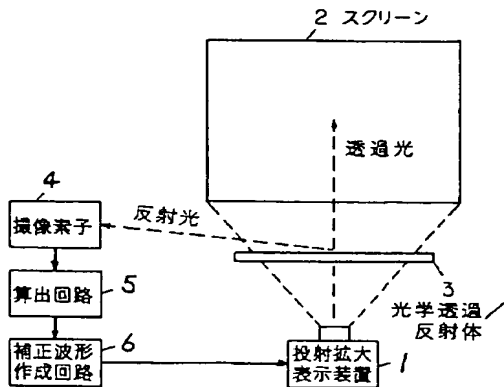 2 スクリーン
透過光
4
撮像素子
反射光
算出回路
5
3
光学透過
反射体
補正波形
作成回路
6
投射拡大
表示装置
1